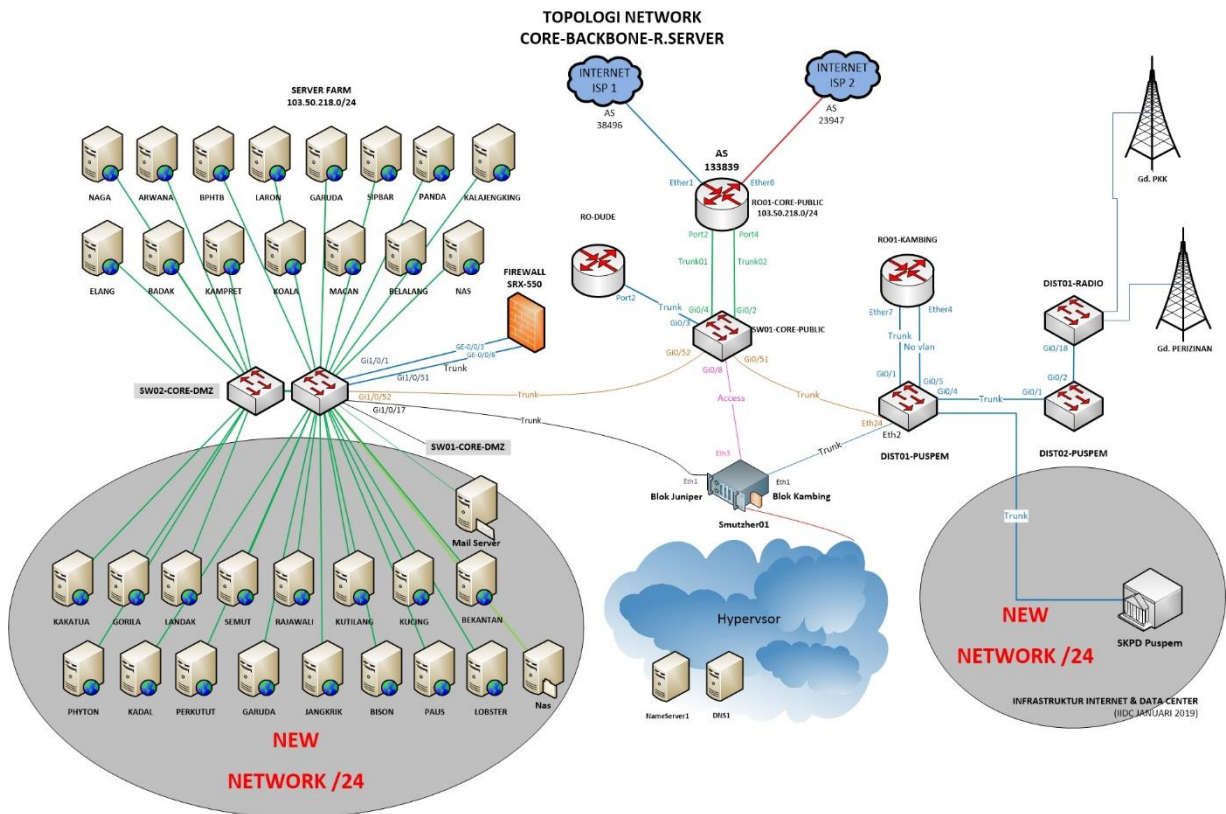 TOPOLOGI NETWORK
CORE-BACKBONE-R.SERVER
INTERNET
ISP 1
INTERNET
ISP 2
AS
38496
AS
23947
SERVER FARM
103.50.218.0/24
NAGA
ARWANA
BPHTB
LARON
GARUDA
SIPBAR
PANDA
KALAJENGKING
ELANG
BADAK
KAMPRET
KOALA
MACAN
BELALANG
NAS
AS
133839
Ether1
Ether6
RO01-CORE-PUBLIC
103.50.218.0/24
Port2
Port4
Trunk01
Trunk02
RO-DUDE
Port2
Trunk
Gi0/3
Gi0/4
Gi0/2
SW01-CORE-PUBLIC
Gi0/52
Gi0/51
Gi0/8
FIREWALL
SRX-550
GE-0/0/3
GE-0/0/6
Trunk
Gi1/0/1
Gi1/0/51
Gi1/0/52
Gi1/0/17
Trunk
SW02-CORE-DMZ
SW01-CORE-DMZ
Access
Trunk
RO01-KAMBING
Ether7
Ether4
Trunk
No vlan
Gi0/1
Gi0/5
Gi0/4
Trunk
Gi0/1
Eth24
Eth2
DIST01-PUSPEM
DIST02-PUSPEM
Gi0/2
Gi0/18
DIST01-RADIO
Gd. PKK
Gd. PERIZINAN
Trunk
Eth3
Eth1
Eth1
Blok Juniper
Blok Kambing
Smutzher01
Hypervsor
NameServer1
DNS1
Mail Server
KAKATUA
GORILA
LANDAK
SEMUT
RAJAWALI
KUTILANG
KUCING
BEKANTAN
PHYTON
KADAL
PERKUTUT
GARUDA
JANGKRIK
BISON
PAUS
LOBSTER
Nas
NEW
NETWORK /24
Trunk
NEW
NETWORK /24
SKPD Puspem
INFRASTRUKTUR INTERNET & DATA CENTER
(IIDC JANUARI 2019)